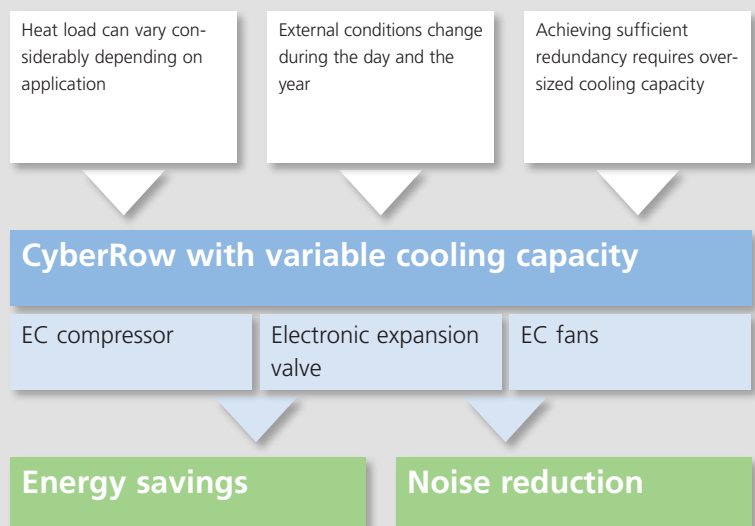 Heat load can vary con-
siderably depending on
application
External conditions change
during the day and the
year
Achieving sufficient
redundancy requires over-
sized cooling capacity
CyberRow with variable cooling capacity
EC compressor
Electronic expansion
valve
EC fans
Energy savings
Noise reduction